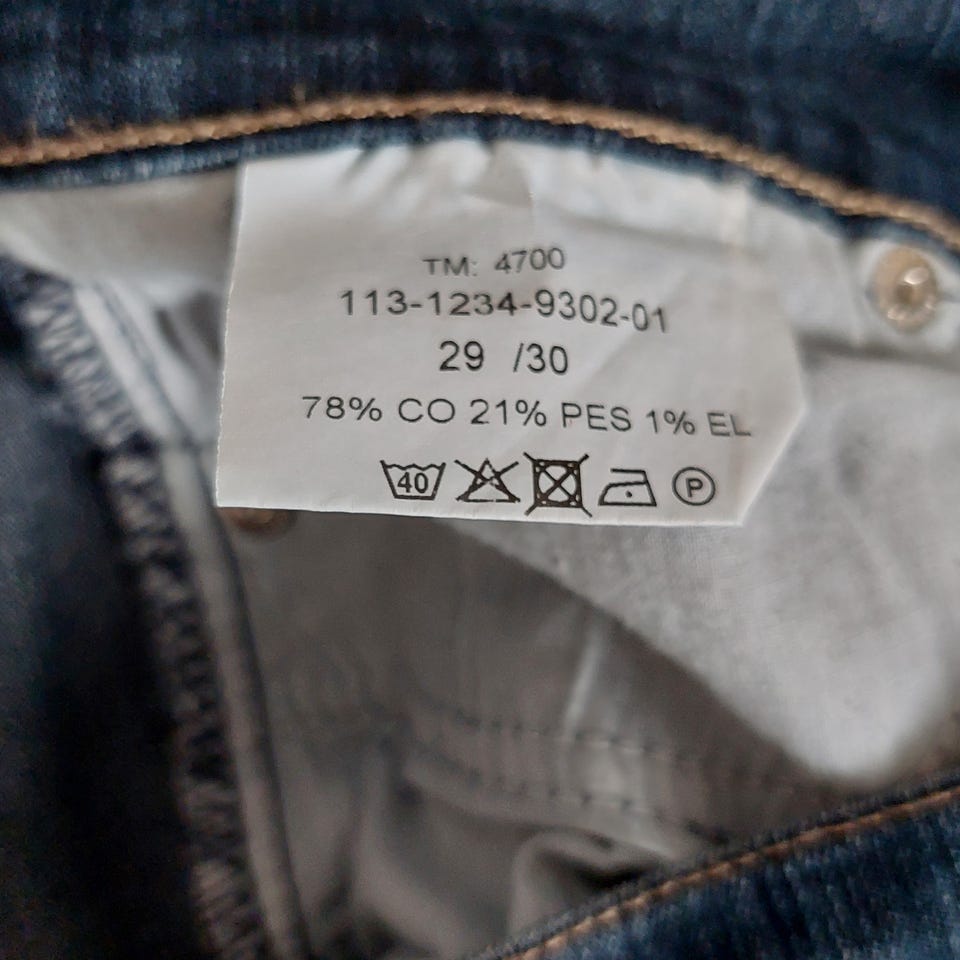 TM: 4700
113-1234-9302-01
29 /30
78% CO 21% PES 1% EL
40 P